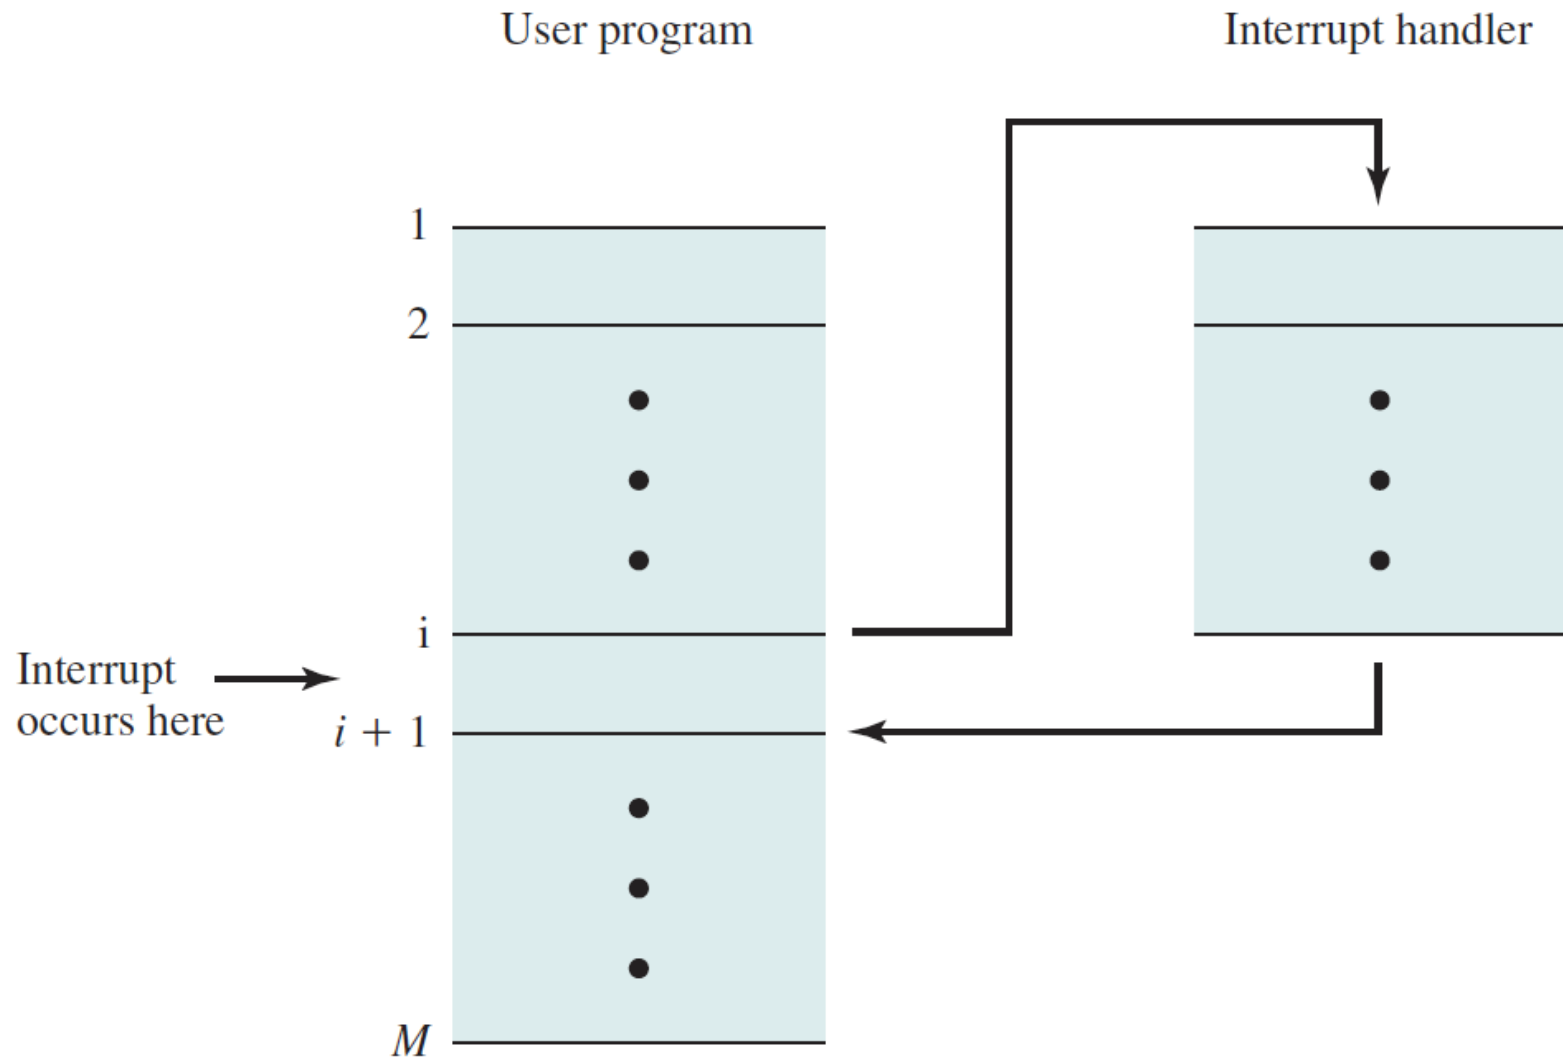 User program
Interrupt handler
1
2
i
Interrupt
occurs here
i + 1
M